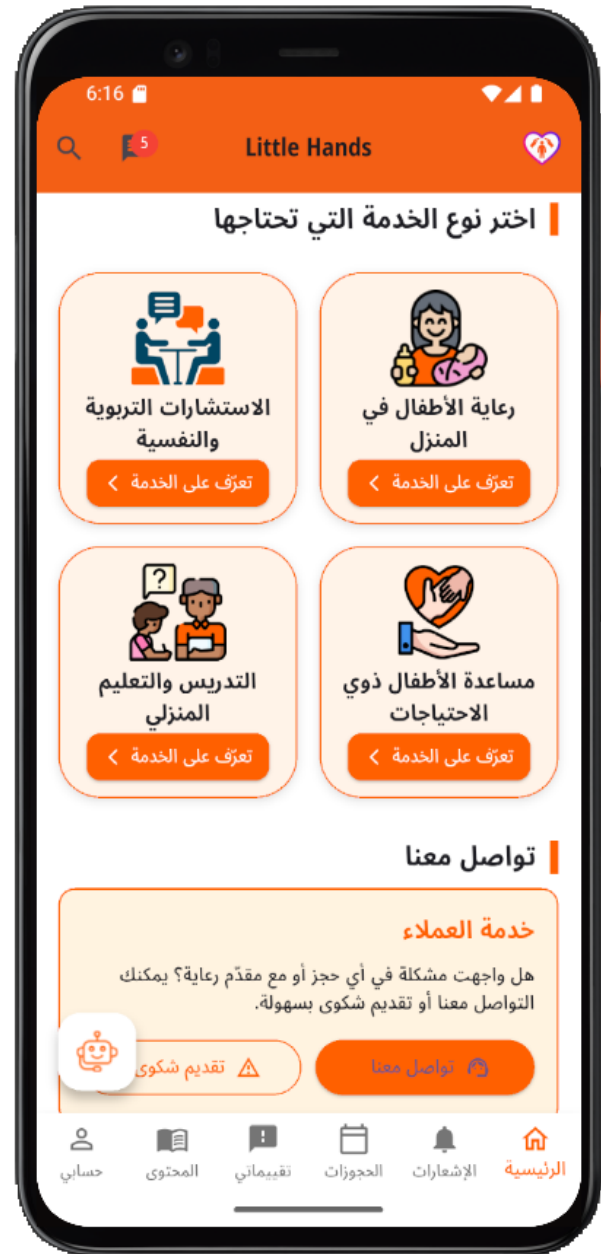 6:16
5
Little Hands
اختر نوع الخدمة التي تحتاجها
رعاية الأطفال في
المنزل
تعرّف على الخدمة
الاستشارات التربوية
والنفسية
تعرّف على الخدمة
مساعدة الأطفال ذوي
الاحتياجات
تعرّف على الخدمة
?
التدريس والتعليم
المنزلي
تعرّف على الخدمة
تواصل معنا
خدمة العملاء
هل واجهت مشكلة في أي حجز أو مع مقدّم رعاية؟ يمكنك
التواصل معنا أو تقديم شكوى بسهولة.
تواصل معنا
تقديم شكوى
الرئيسية
الإشعارات
الحجوزات
تقييماتي
المحتوى
حسابي